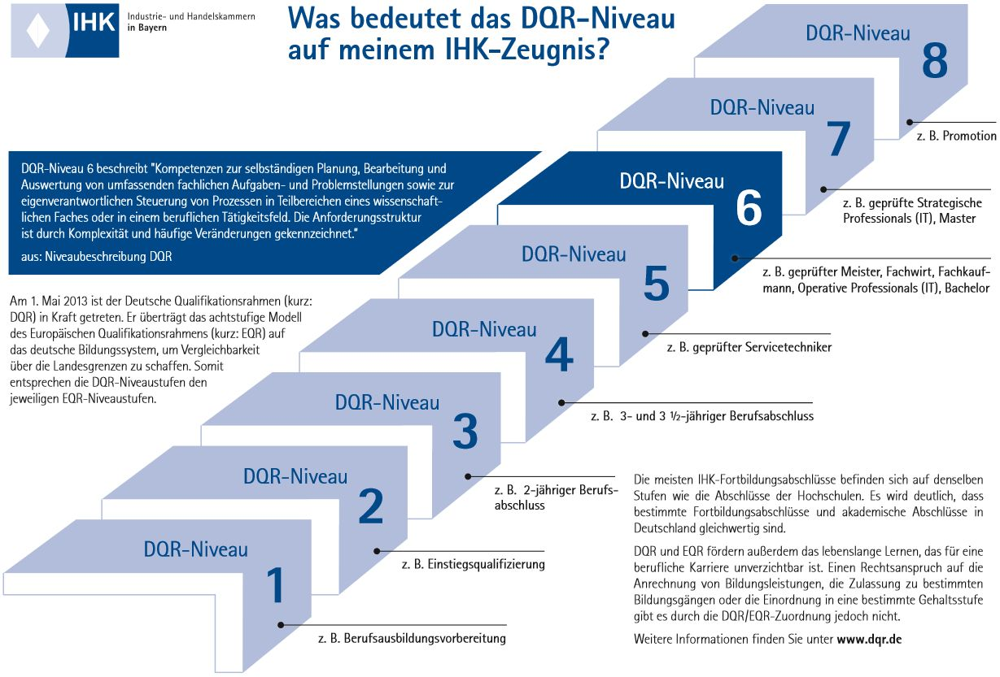 IHK
Industrie- und Handelskammern
in Bayern
Was bedeutet das DQR-Niveau
auf meinem IHK-Zeugnis?
DQR-Niveau
8
z. B. Promotion
DQR-Niveau
7
z. B. geprüfte Strategische
Professionals (IT), Master
DQR-Niveau 6 beschreibt "Kompetenzen zur selbständigen Planung, Bearbeitung und
Auswertung von umfassenden fachlichen Aufgaben- und Problemstellungen sowie zur
eigenverantwortlichen Steuerung von Prozessen in Teilbereichen eines wissenschaft-
lichen Faches oder in einem beruflichen Tätigkeitsfeld. Die Anforderungsstruktur
ist durch Komplexität und häufige Veränderungen gekennzeichnet."
aus: Niveaubeschreibung DQR
DQR-Niveau
6
z. B. geprüfter Meister, Fachwirt, Fachkauf-
mann, Operative Professionals (IT), Bachelor
DQR-Niveau
5
z. B. geprüfter Servicetechniker
Am 1. Mai 2013 ist der Deutsche Qualifikationsrahmen (kurz:
DQR) in Kraft getreten. Er überträgt das achtstufige Modell
des Europäischen Qualifikationsrahmens (kurz: EQR) auf
das deutsche Bildungssystem, um Vergleichbarkeit
über die Landesgrenzen zu schaffen. Somit
entsprechen die DQR-Niveaustufen den
jeweiligen EQR-Niveaustufen.
DQR-Niveau
4
z. B. 3- und 3 ½-jähriger Berufsabschluss
DQR-Niveau
3
z. B. 2-jähriger Berufs-
abschluss
DQR-Niveau
2
z. B. Einstiegsqualifizierung
DQR-Niveau
1
z. B. Berufsausbildungsvorbereitung
Die meisten IHK-Fortbildungsabschlüsse befinden sich auf denselben
Stufen wie die Abschlüsse der Hochschulen. Es wird deutlich, dass
bestimmte Fortbildungsabschlüsse und akademische Abschlüsse in
Deutschland gleichwertig sind.
DQR und EQR fördern außerdem das lebenslange Lernen, das für eine
berufliche Karriere unverzichtbar ist. Einen Rechtsanspruch auf die
Anrechnung von Bildungsleistungen, die Zulassung zu bestimmten
Bildungsgängen oder die Einordnung in eine bestimmte Gehaltsstufe
gibt es durch die DQR/EQR-Zuordnung jedoch nicht.
Weitere Informationen finden Sie unter www.dqr.de